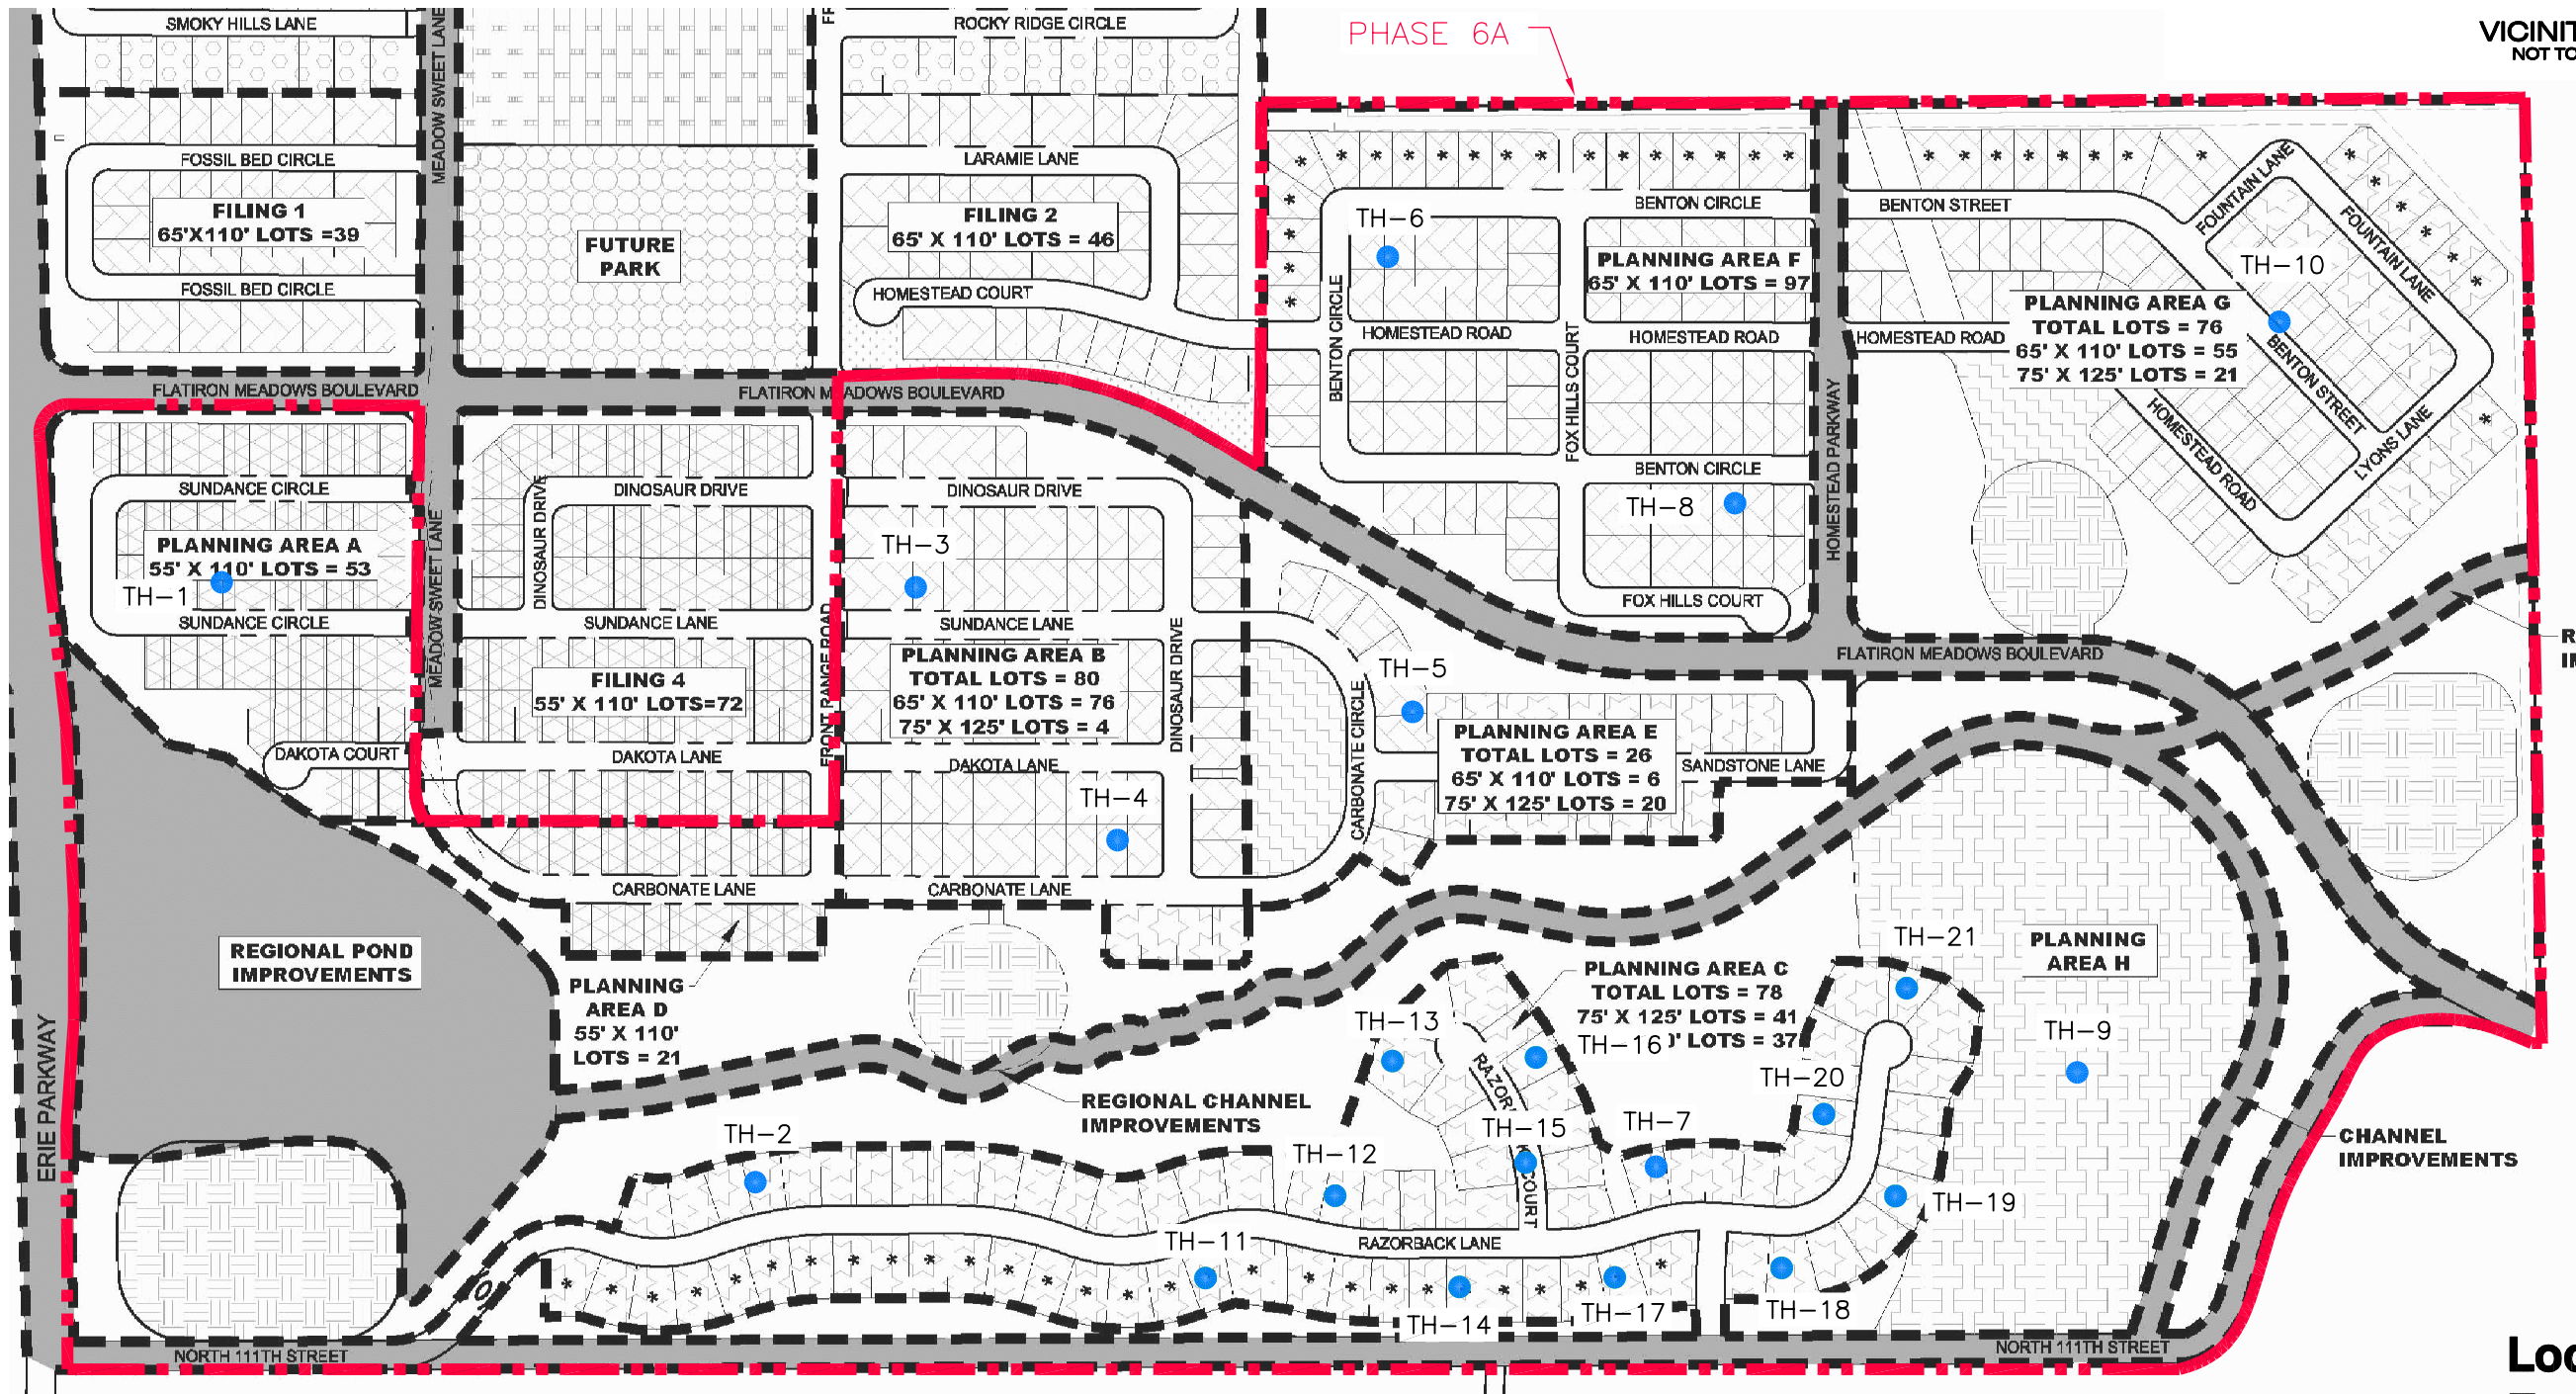 SMOKY HILLS LANE
MEADOW SWEET LANE
ROCKY RIDGE CIRCLE
PHASE 6A
FOSSIL BED CIRCLE
FILING 1
65'X110' LOTS =39
FOSSIL BED CIRCLE
FUTURE
PARK
LARAMIE LANE
FILING 2
65' X 110' LOTS = 46
HOMESTEAD COURT
TH-6
BENTON CIRCLE
BENTON CIRCLE
PLANNING AREA F
65' X 110' LOTS = 97
HOMESTEAD ROAD
HOMESTEAD ROAD
FOX HILLS COURT
BENTON CIRCLE
TH-8
FOX HILLS COURT
HOMESTEAD PARKWAY
BENTON STREET
FOUNTAIN LANE
FOUNTAIN LANE
TH-10
PLANNING AREA G
TOTAL LOTS = 76
65' X 110' LOTS = 55
75' X 125' LOTS = 21
HOMESTEAD ROAD
BENTON STREET
HOMESTEAD ROAD
LYONS LANE
FLATIRON MEADOWS BOULEVARD
FLATIRON MEADOWS BOULEVARD
SUNDANCE CIRCLE
PLANNING AREA A
55' X 110' LOTS = 53
TH-1
SUNDANCE CIRCLE
DAKOTA COURT
MEADOW SWEET LANE
DINOSAUR DRIVE
DINOSAUR DRIVE
SUNDANCE LANE
FILING 4
55' X 110' LOTS=72
DAKOTA LANE
FRONT RANGE ROAD
CARBONATE LANE
DINOSAUR DRIVE
TH-3
SUNDANCE LANE
PLANNING AREA B
TOTAL LOTS = 80
65' X 110' LOTS = 76
75' X 125' LOTS = 4
DINOSAUR DRIVE
DAKOTA LANE
TH-4
CARBONATE LANE
CARBONATE CIRCLE
TH-5
PLANNING AREA E
TOTAL LOTS = 26
65' X 110' LOTS = 6
75' X 125' LOTS = 20
SANDSTONE LANE
FLATIRON MEADOWS BOULEVARD
REGIONAL POND
IMPROVEMENTS
PLANNING
AREA D
55' X 110'
LOTS = 21
ERIE PARKWAY
REGIONAL CHANNEL
IMPROVEMENTS
PLANNING AREA C
TOTAL LOTS = 78
75' X 125' LOTS = 41
TH-16 )' LOTS = 37
TH-13
TH-15
COURT
TH-7
TH-20
TH-21
PLANNING
AREA H
TH-9
TH-19
CHANNEL
IMPROVEMENTS
TH-2
TH-12
TH-11
RAZORBACK LANE
TH-14
TH-17
TH-18
NORTH 111TH STREET
NORTH 111TH STREET